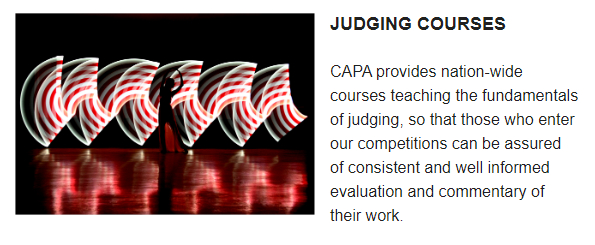 JUDGING COURSES
CAPA provides nation-wide
courses teaching the fundamentals
of judging, so that those who enter
our competitions can be assured
of consistent and well informed
evaluation and commentary of
their work.